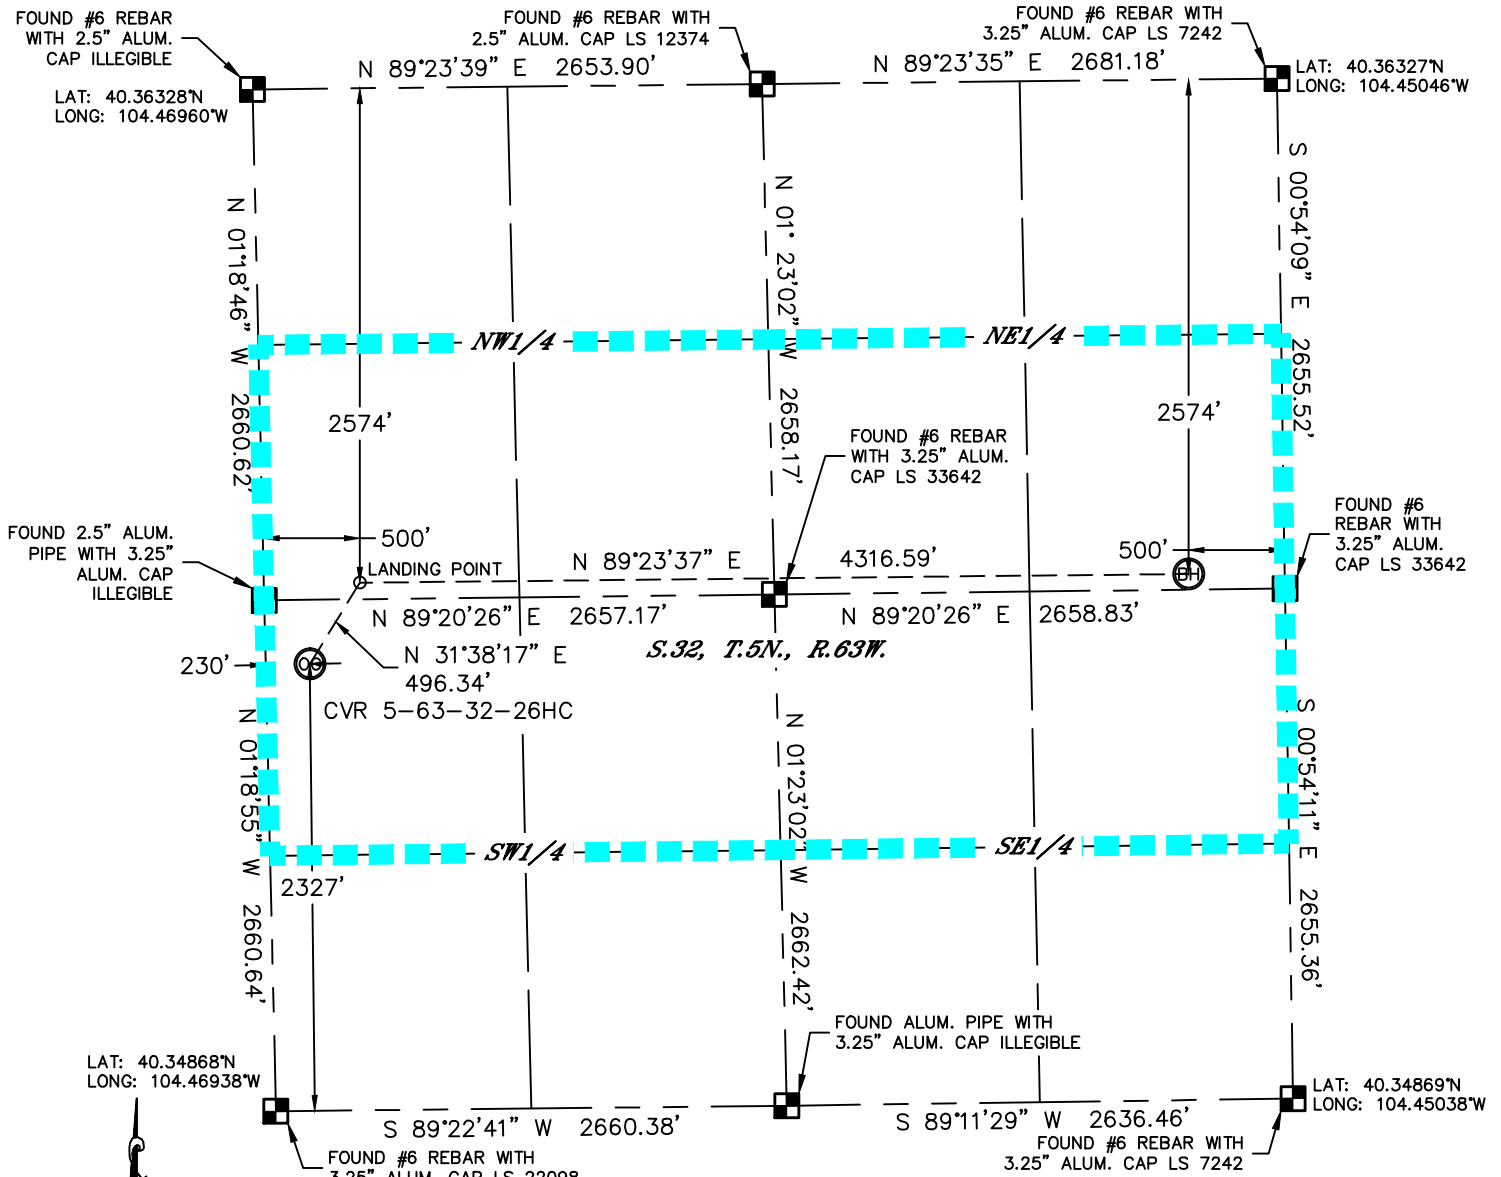 FOUND #6 REBAR
WITH 2.5" ALUM.
CAP ILLEGIBLE
FOUND #6 REBAR WITH
2.5" ALUM. CAP LS 12374
FOUND #6 REBAR WITH
3.25" ALUM. CAP LS 7242
N 89°23'39" E 2653.90'
N 89°23'35" E 2681.18'
LAT: 40.36328°N
LONG: 104.46960°W
LAT: 40.36327°N
LONG: 104.45046°W
N 01°18'46" W 2660.62'
N 01° 23'02" W 2658.17'
S 00°54'09" E 2655.52'
NW1/4
NE1/4
2574'
2574'
FOUND #6 REBAR
WITH 3.25" ALUM.
CAP LS 33642
FOUND 2.5" ALUM.
PIPE WITH 3.25"
ALUM. CAP
ILLEGIBLE
FOUND #6
REBAR WITH
3.25" ALUM.
CAP LS 33642
500'
500'
LANDING POINT
N 89°23'37" E 4316.59'
BH
N 89°20'26" E 2657.17'
N 89°20'26" E 2658.83'
S.32, T.5N., R.63W.
230'
N 31°38'17" E
496.34'
CVR 5-63-32-26HC
N 01°18'55" W 2660.64'
N 01°23'02" W 2662.42'
S 00°54'11" E 2655.36'
SW1/4
SE1/4
2327'
FOUND ALUM. PIPE WITH
3.25" ALUM. CAP ILLEGIBLE
LAT: 40.34868°N
LONG: 104.46938°W
LAT: 40.34869°N
LONG: 104.45038°W
S 89°22'41" W 2660.38'
S 89°11'29" W 2636.46'
FOUND #6 REBAR WITH
3.25" ALUM. CAP LS 7242
FOUND #6 REBAR WITH
3.25" ALUM. CAP LS 22098